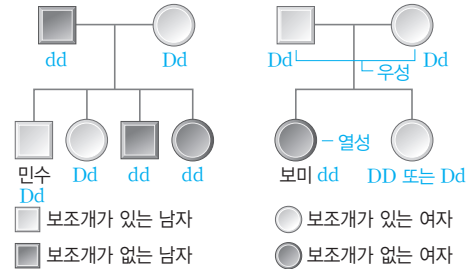 dd Dd Dd 우성 Dd
민수 Dd dd dd 보미 dd 열성 DD 또는 Dd
Dd
보조개가 있는 남자 보조개가 있는 여자
보조개가 없는 남자 보조개가 없는 여자